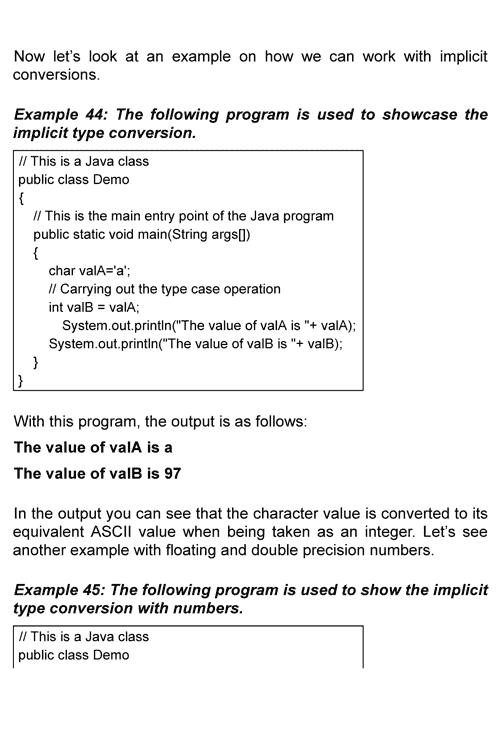 Now let's look at an example on how we can work with implicit
conversions.
Example 44: The following program is used to showcase the
implicit type conversion.
// This is a Java class
public class Demo
{
// This is the main entry point of the Java program
public static void main(String args[])
{
char valA='a';
// Carrying out the type case operation
int valB = valA;
System.out.println("The value of valA is "+ valA);
System.out.println("The value of valB is "+ valB);
}
}
With this program, the output is as follows:
The value of valA is a
The value of valB is 97
In the output you can see that the character value is converted to its
equivalent ASCII value when being taken as an integer. Let's see
another example with floating and double precision numbers.
Example 45: The following program is used to show the implicit
type conversion with numbers.
// This is a Java class
public class Demo